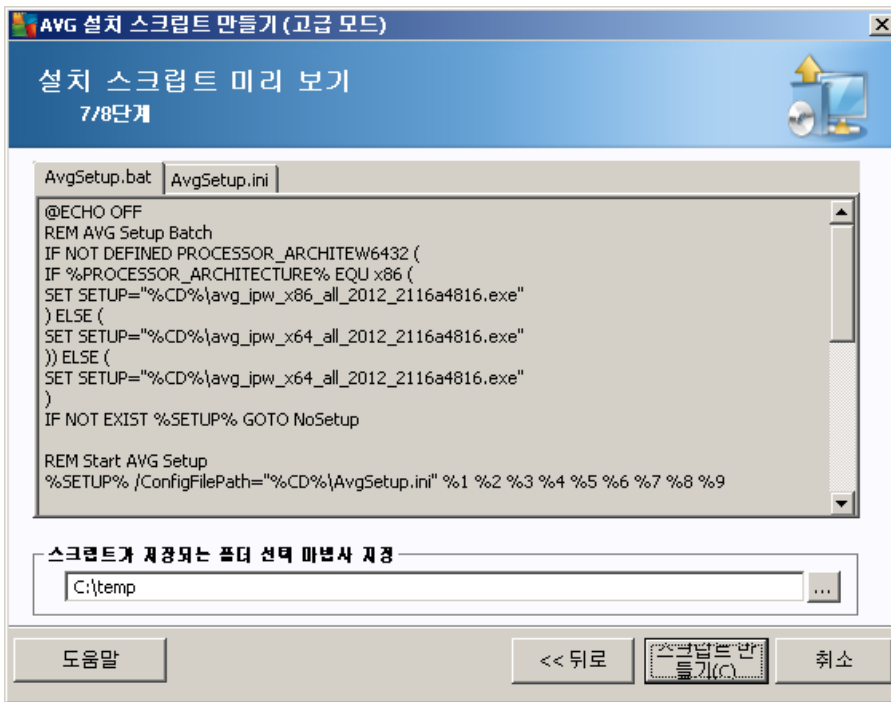 AVG 설치 스크립트 만들기 (고급 모드)
설치 스크립트 미리 보기
7/8단계
AvgSetup.bat
AvgSetup.ini
@ECHO OFF
REM AVG Setup Batch
IF NOT DEFINED PROCESSOR_ARCHITEW6432 (
IF %PROCESSOR_ARCHITECTURE% EQU x86 (
SET SETUP="%CD%\avg_ipw_x86_all_2012_2116a4816.exe"
) ELSE (
SET SETUP="%CD%\avg_ipw_x64_all_2012_2116a4816.exe"
)) ELSE (
SET SETUP="%CD%\avg_ipw_x64_all_2012_2116a4816.exe"
)
IF NOT EXIST %SETUP% GOTO NoSetup
REM Start AVG Setup
%SETUP% /ConfigFilePath="%CD%\AvgSetup.ini" %1 %2 %3 %4 %5 %6 %7 %8 %9
스크립트가 저장되는 폴더 선택 마법사 지정
C:\temp
...
도움말
<< 뒤로
스크립트 만
들기(C)
취소